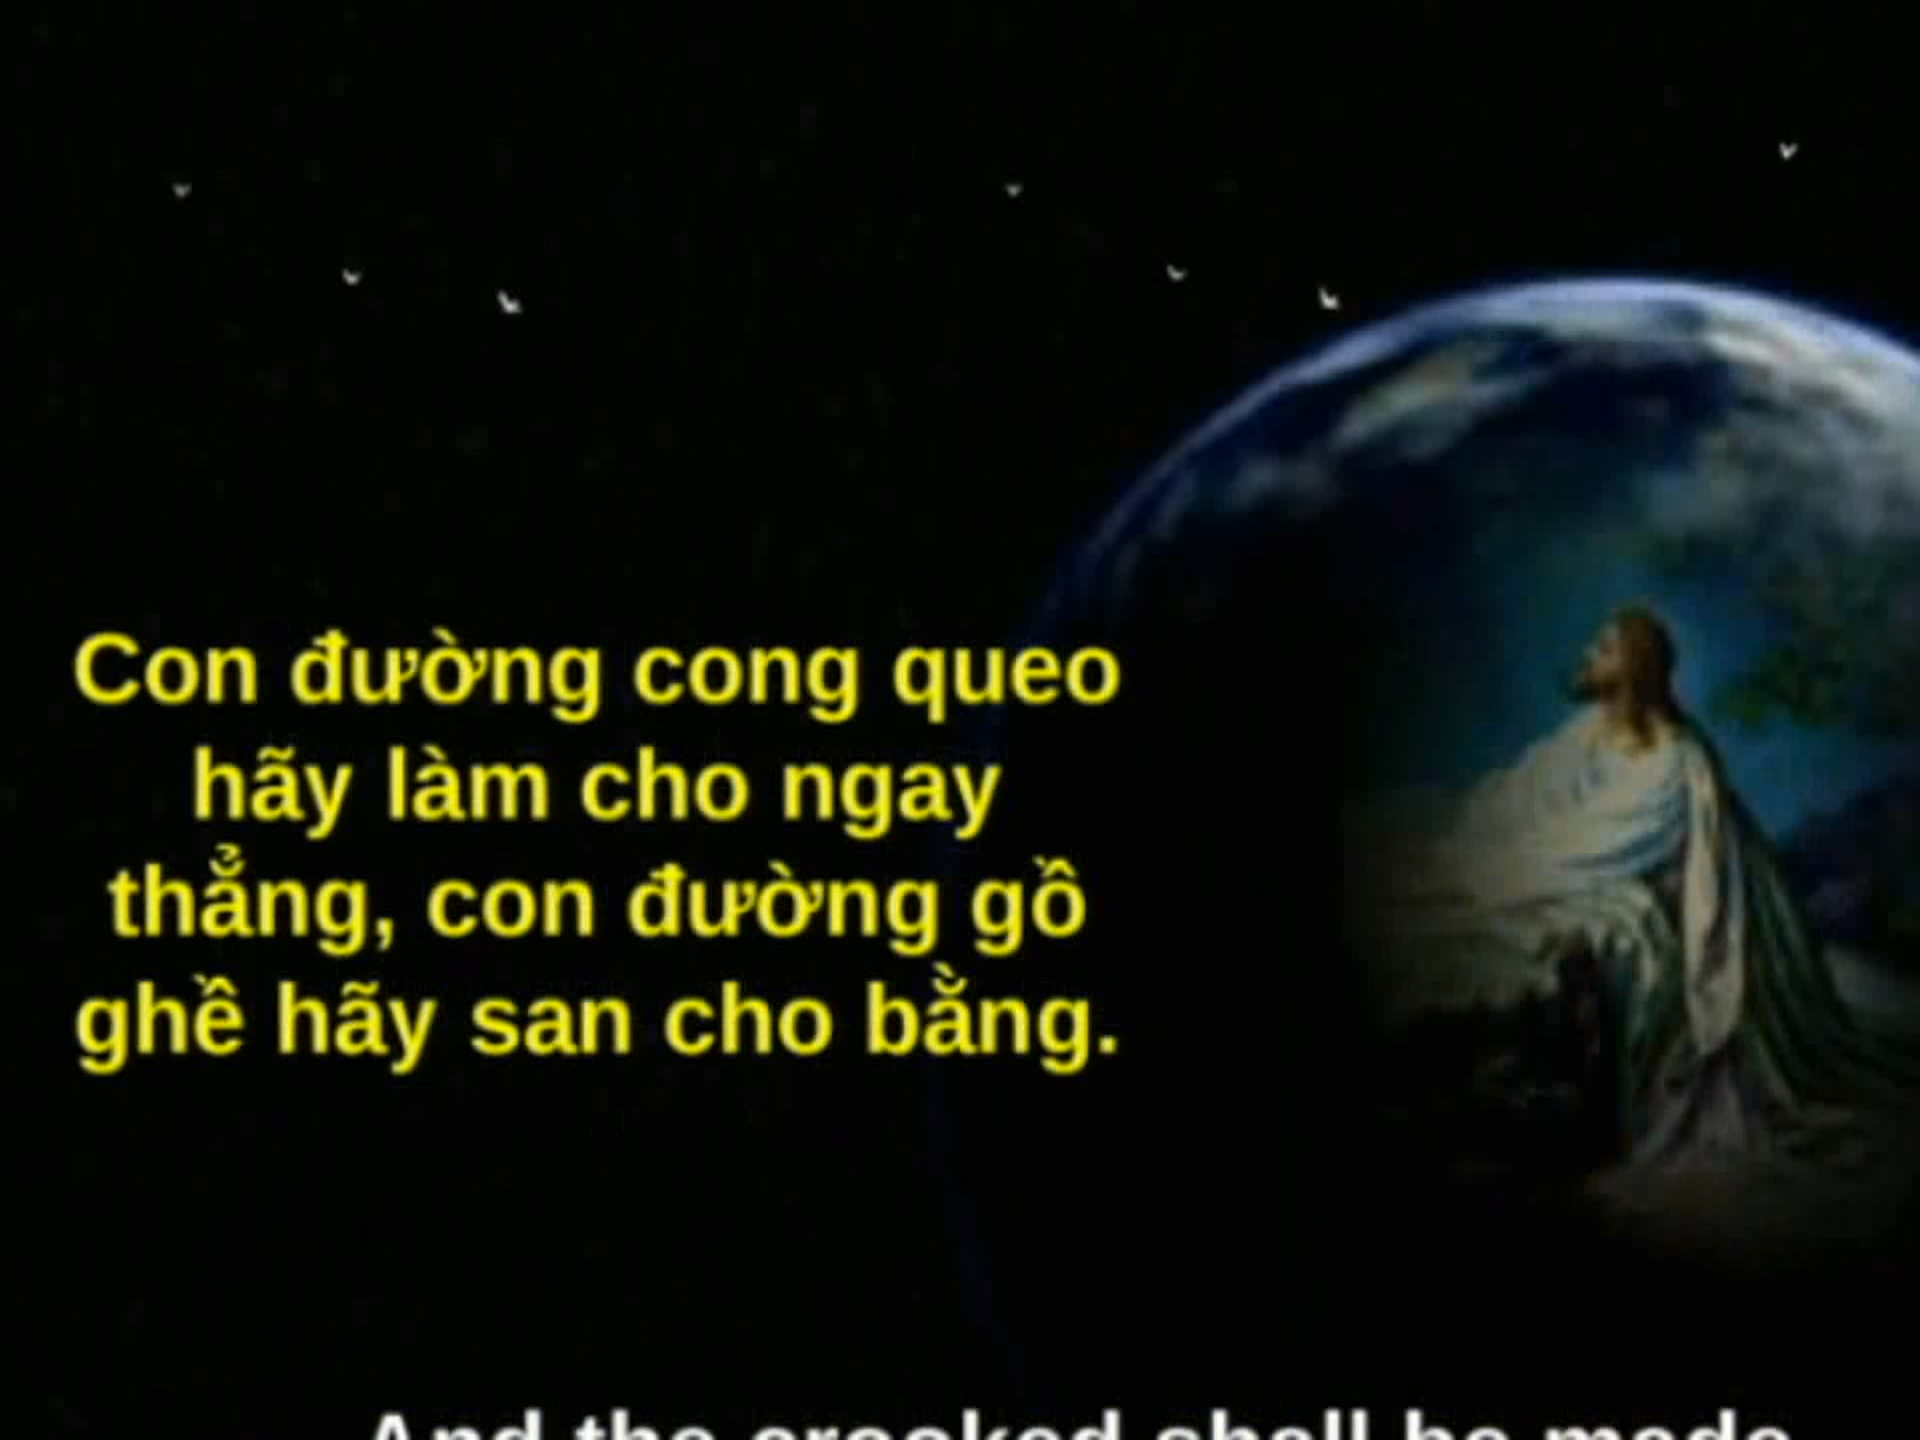 Con đường cong queo
hãy làm cho ngay
thẳng, con đường gồ
ghề hãy san cho bằng.
And the crooked shall be made